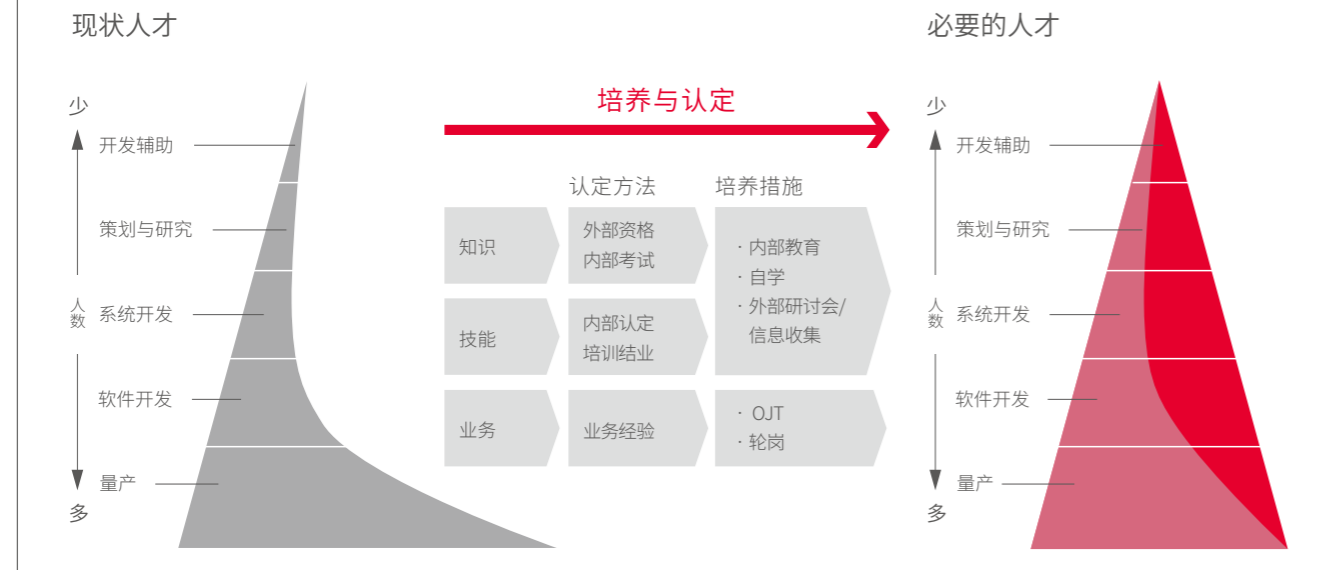 现状人才
少
开发辅助
策划与研究
人数
系统开发
软件开发
量产
多
培养与认定
认定方法
培养措施
知识
外部资格
内部考试
· 内部教育
· 自学
· 外部研讨会/
信息收集
技能
内部认定
培训结业
业务
业务经验
· OJT
· 轮岗
必要的人才
少
开发辅助
策划与研究
人数
系统开发
软件开发
量产
多